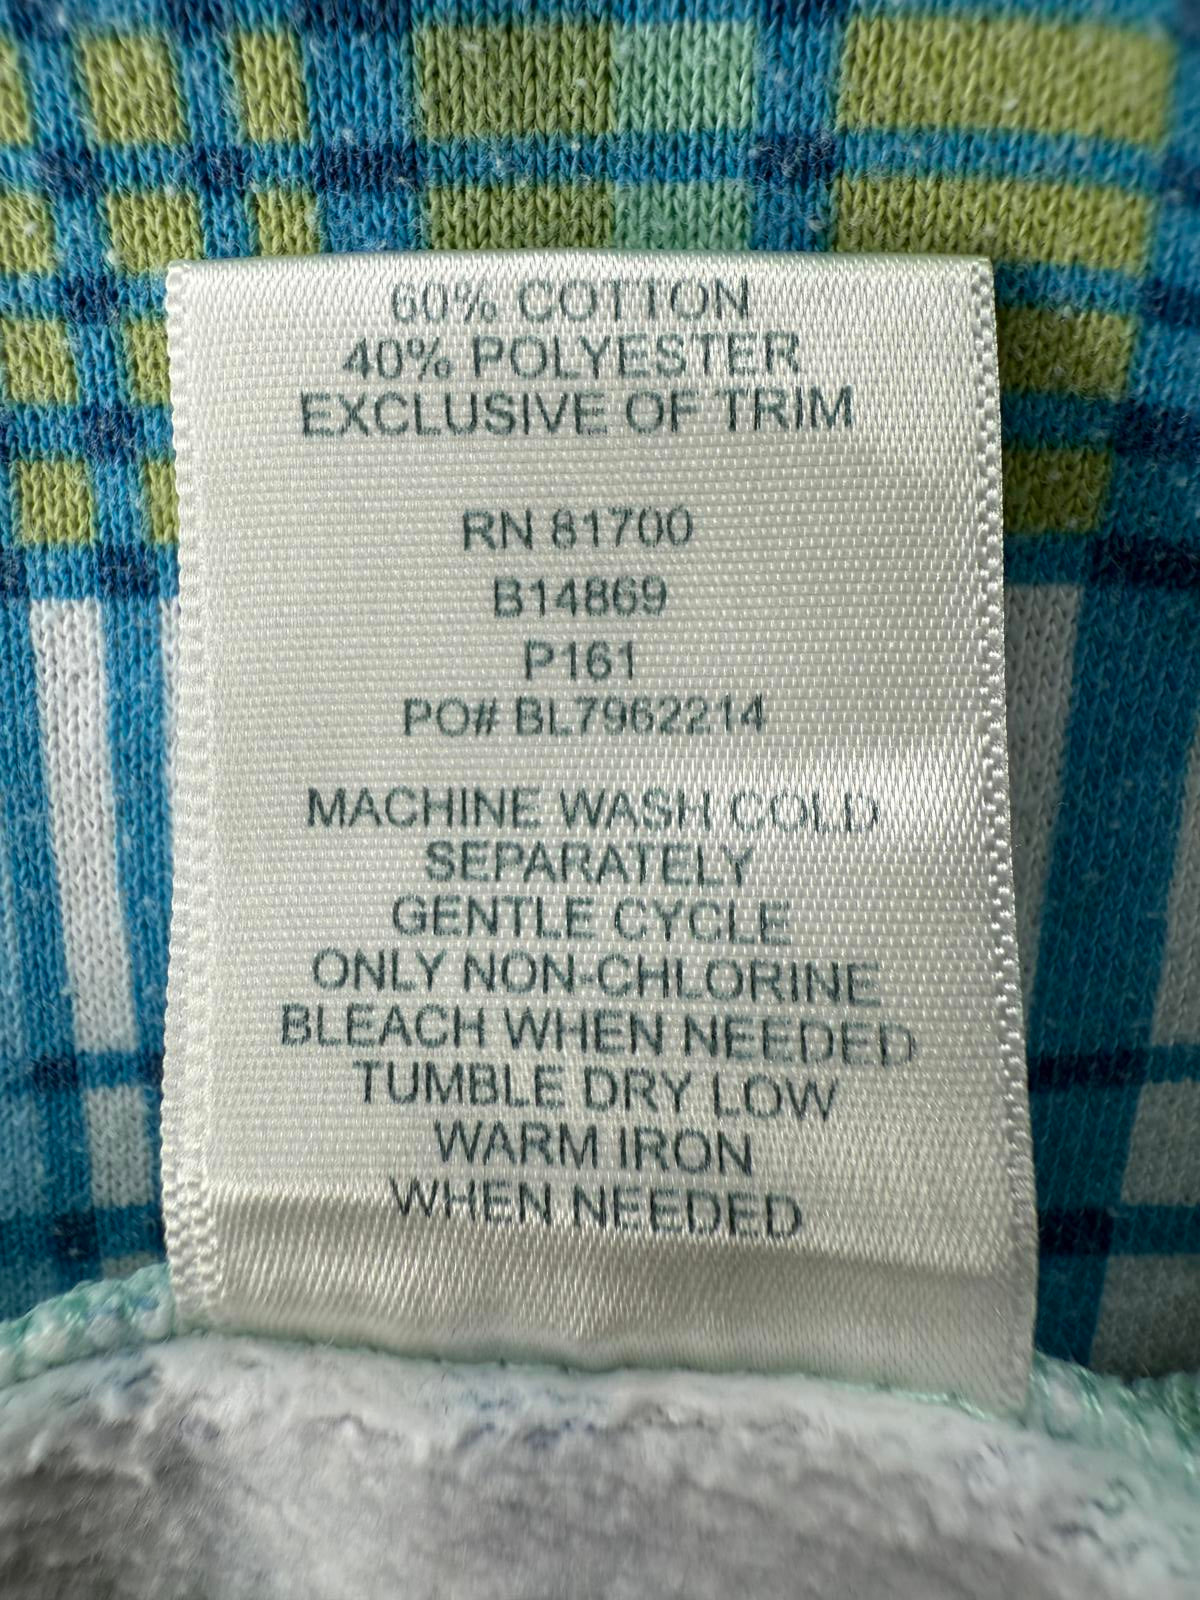 60% COTTON
40% POLYESTER
EXCLUSIVE OF TRIM
RN 81700
B14869
P161
PO# BL7962214
MACHINE WASH COLD
SEPARATELY
GENTLE CYCLE
ONLY NON-CHLORINE
BLEACH WHEN NEEDED
TUMBLE DRY LOW
WARM IRON
WHEN NEEDED